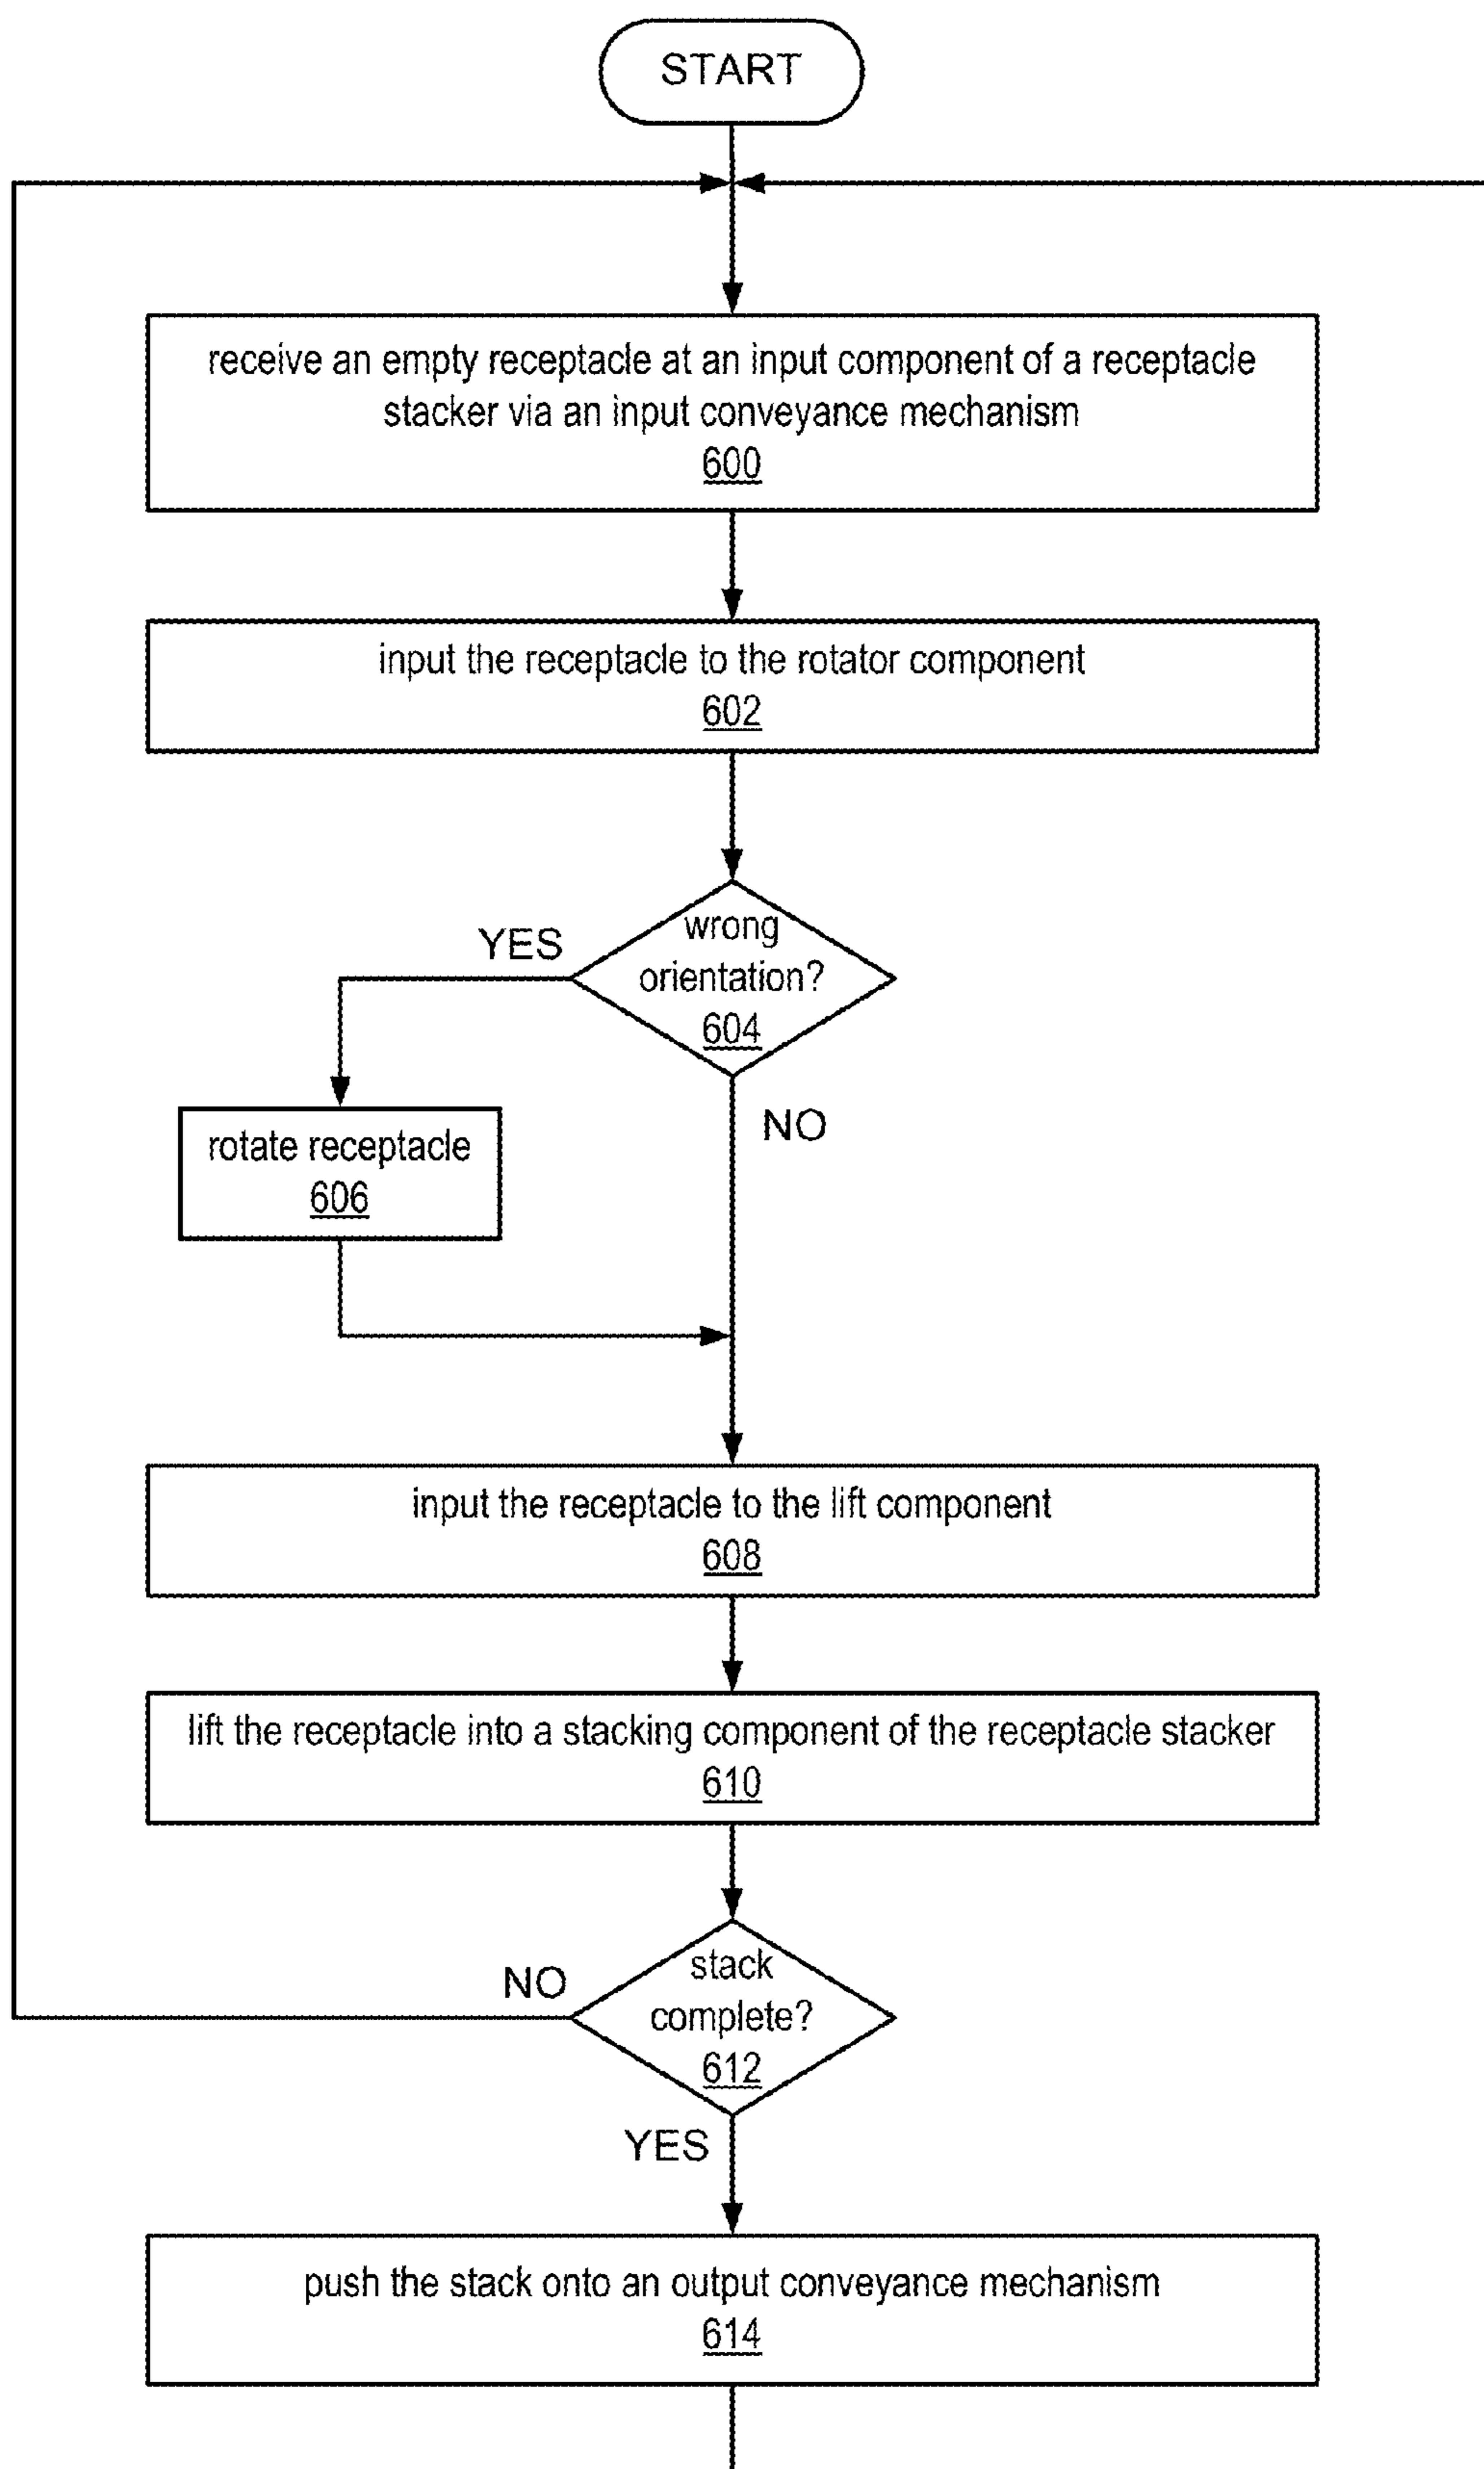 START
receive an empty receptacle at an input component of a receptacle
stacker via an input conveyance mechanism
600
input the receptacle to the rotator component
602
wrong
orientation?
604
YES
NO
rotate receptacle
606
input the receptacle to the lift component
608
lift the receptacle into a stacking component of the receptacle stacker
610
stack
complete?
612
NO
YES
push the stack onto an output conveyance mechanism
614